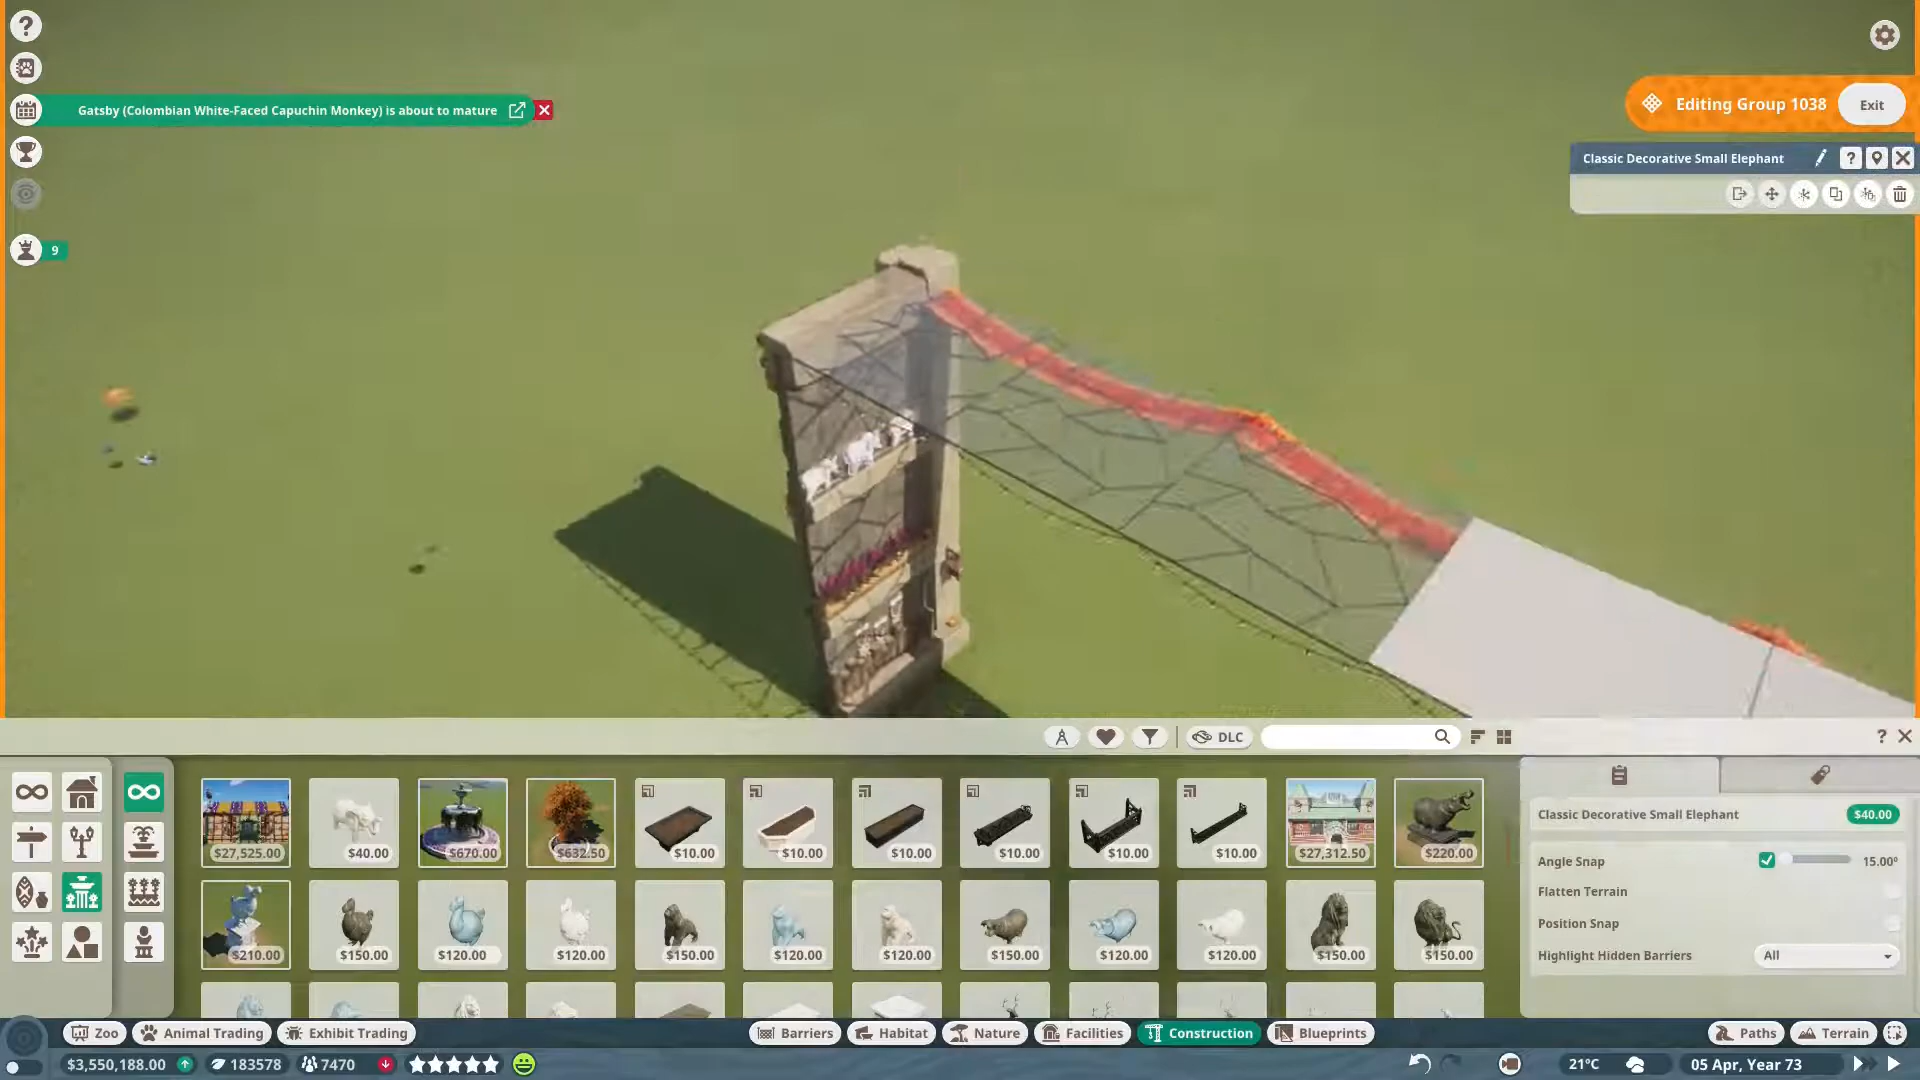 ?
Gatsby (Colombian White-Faced Capuchin Monkey) is about to mature
9
Editing Group 1038
Exit
Classic Decorative Small Elephant
?
DLC
?
$27,525.00
$40.00
$670.00
$632.50
$10.00
$10.00
$10.00
$10.00
$10.00
$10.00
$27,312.50
$220.00
$210.00
$150.00
$120.00
$120.00
$150.00
$120.00
$120.00
$150.00
$120.00
$120.00
$150.00
$150.00
Classic Decorative Small Elephant
$40.00
Angle Snap
15.00°
Flatten Terrain
Position Snap
Highlight Hidden Barriers
All
Zoo
Animal Trading
Exhibit Trading
Barriers
Habitat
Nature
Facilities
Construction
Blueprints
Paths
Terrain
$3,550,188.00
183578
7470
21°C
05 Apr, Year 73